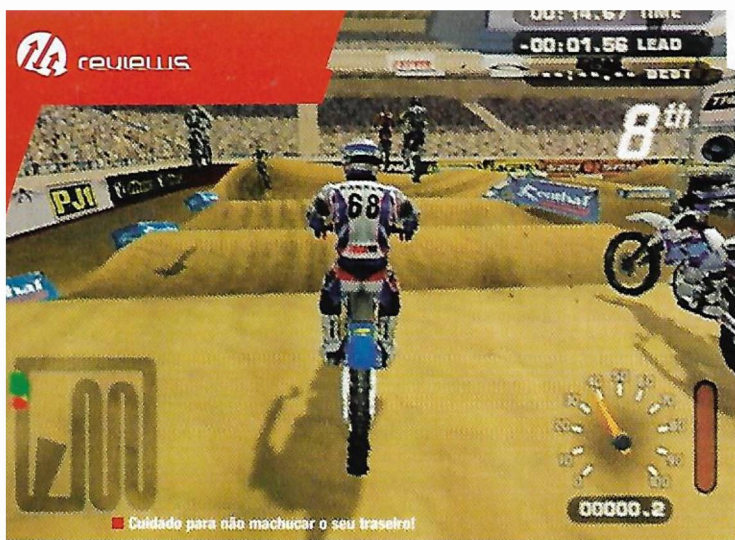 reviews
00:14.67 TIME
-00:01.56 LEAD
BEST
8th
PJ1
68
Renthal
00000.2
Cuidado para não machucar o seu traseiro!